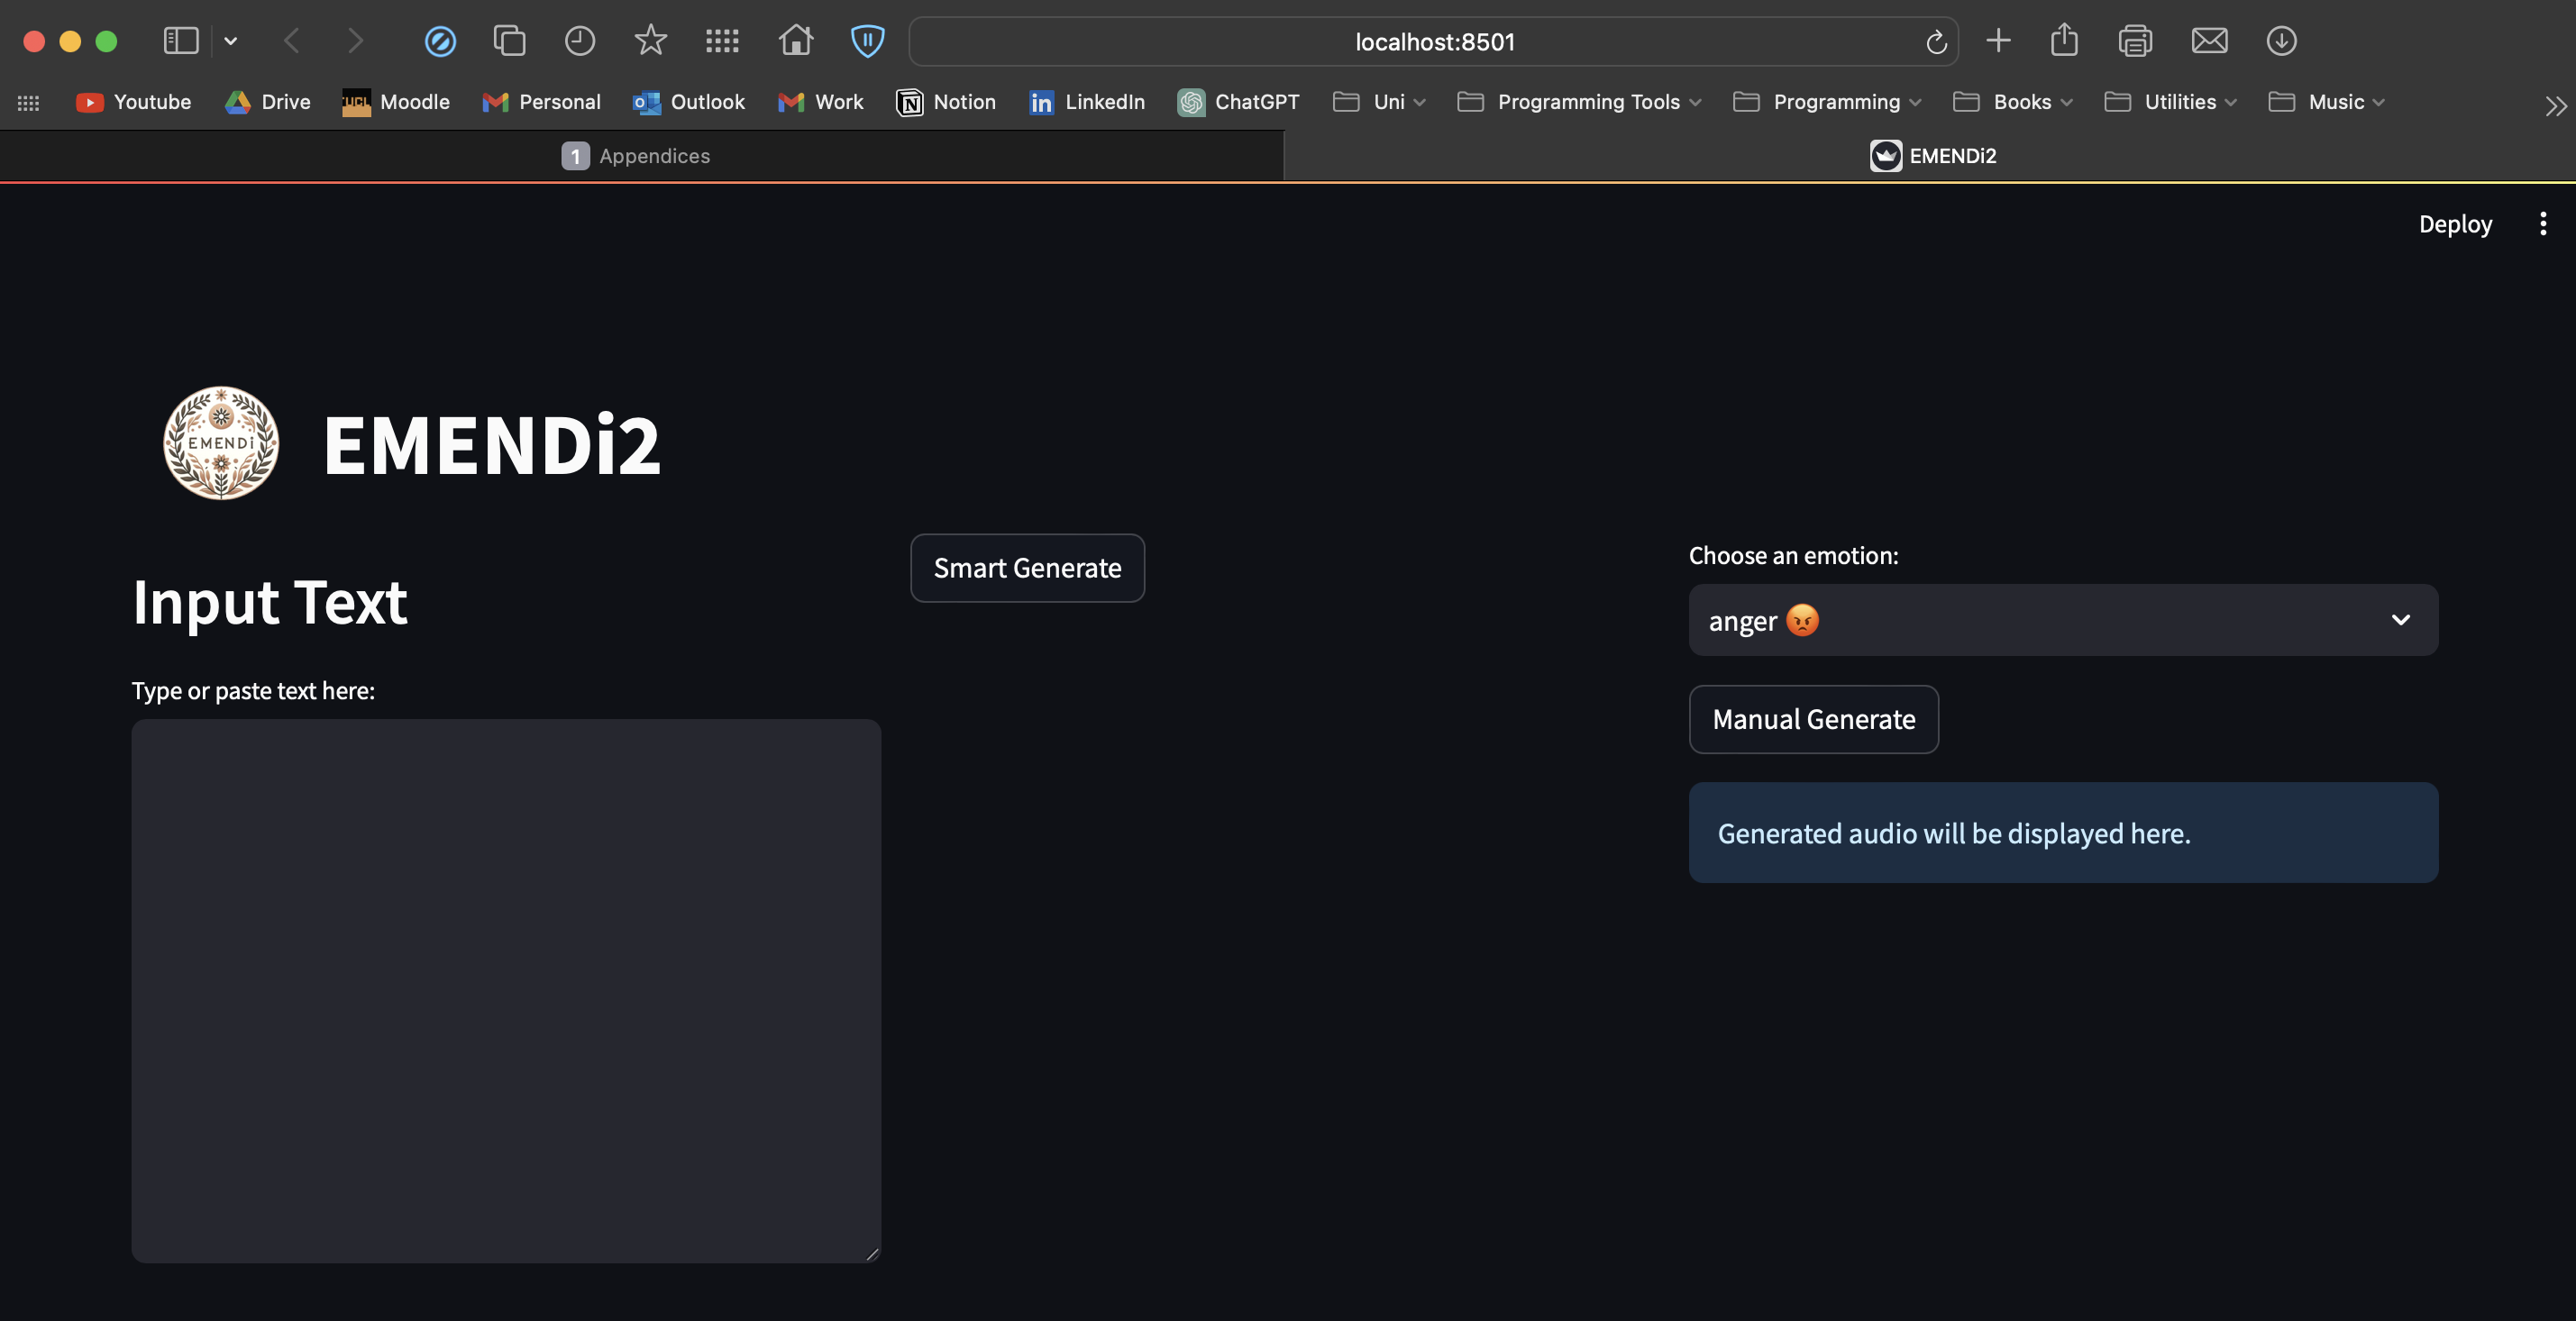 localhost:8501
Youtube Drive UCL Moodle Personal Outlook Work Notion LinkedIn ChatGPT Uni Programming Tools Programming Books Utilities Music
1 Appendices
EMENDi2
Deploy
EMENDi
EMENDi2
Input Text
Type or paste text here:
Smart Generate
Choose an emotion:
anger 😡
Manual Generate
Generated audio will be displayed here.